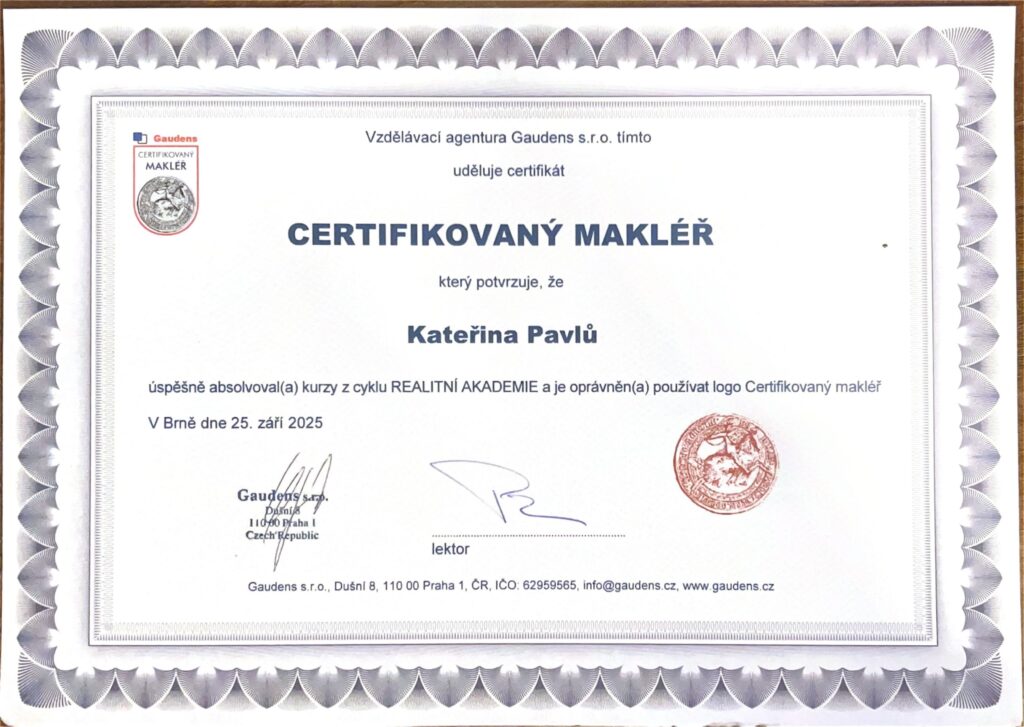 Gaudens
CERTIFIKOVANÝ
MAKLÉŘ
Vzdělávací agentura Gaudens s.r.o. tímto
uděluje certifikát
CERTIFIKOVANÝ MAKLÉŘ
který potvrzuje, že
Kateřina Pavlů
úspěšně absolvoval(a) kurzy z cyklu REALITNÍ AKADEMIE a je oprávněn(a) používat logo Certifikovaný makléř
V Brně dne 25. září 2025
Gaudens s.r.o.
Dušní 8
110 00 Praha 1
Czech Republic
lektor
Gaudens s.r.o., Dušní 8, 110 00 Praha 1, ČR, IČO: 62959565, info@gaudens.cz, www.gaudens.cz